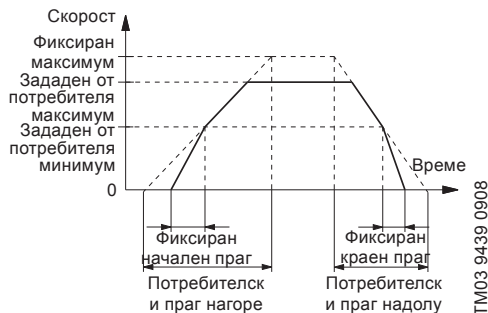 Скорост
Фиксиран
максимум
Зададен от
потребителя
максимум
Зададен от
потребителя
минимум
0
Време
Фиксиран
начален праг
Фиксиран
краен праг
Потребителск
и праг нагоре
Потребителск
и праг надолу
TM03 9439 0908